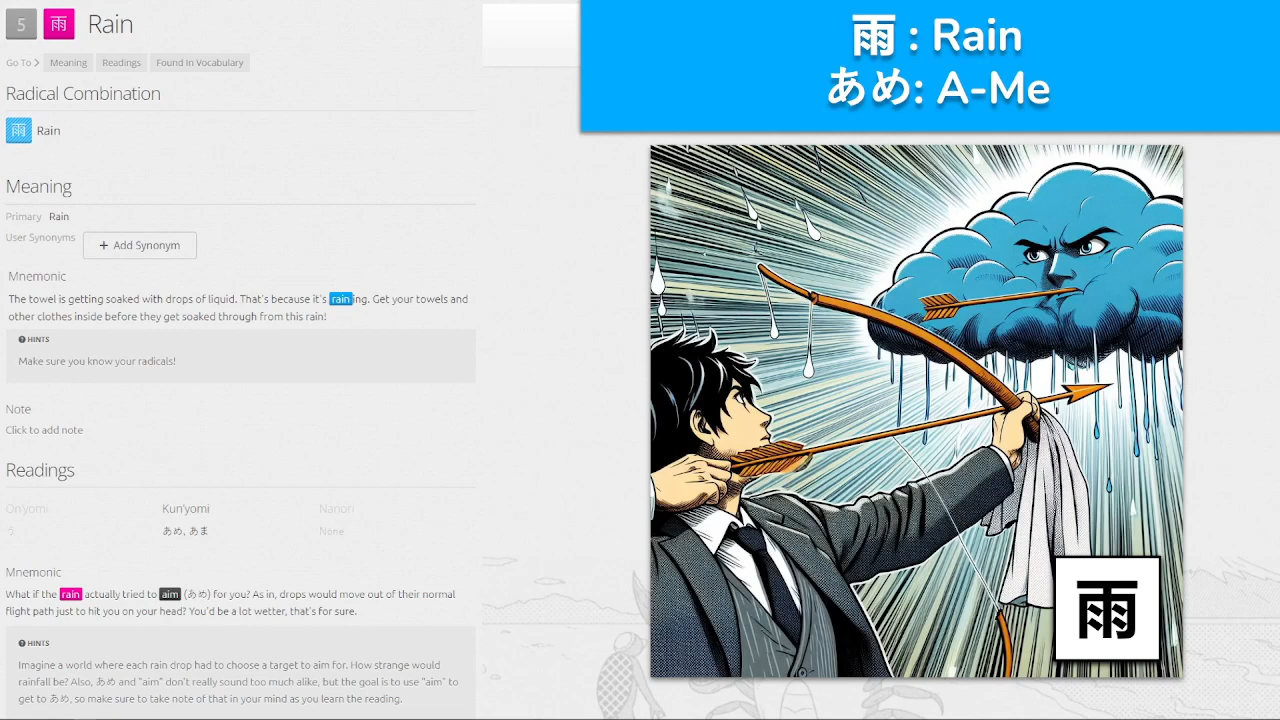 5 雨 Rain
Go To Meaning Readings Found In Vocabulary
Radical Combination
雨 Rain
Meaning
Primary Rain
User Synonyms + Add Synonym
Mnemonic
The towel is getting soaked with drops of liquid. That's because it's raining. Get your towels and
other clothes inside before they get soaked through from this rain!
HINTS
Make sure you know your radicals!
Note
Click to add note
Readings
On'yomi Kun'yomi Nanori
う あめ, あま None
Mnemonic
What if the rain actually tried to aim (あめ) for you? As in, drops would move out of their normal
flight path just to hit you on your head? You'd be a lot wetter, that's for sure.
HINTS
Imagine a world where each rain drop had to choose a target to aim for. How strange would
rainfall be? Also, あめ and "aim" don't really sound too much alike, but the goal is to use "aim" to
get to あめ, so make sure to take note of that in your mind as you learn the reading.
雨 : Rain
あめ: A-Me
雨